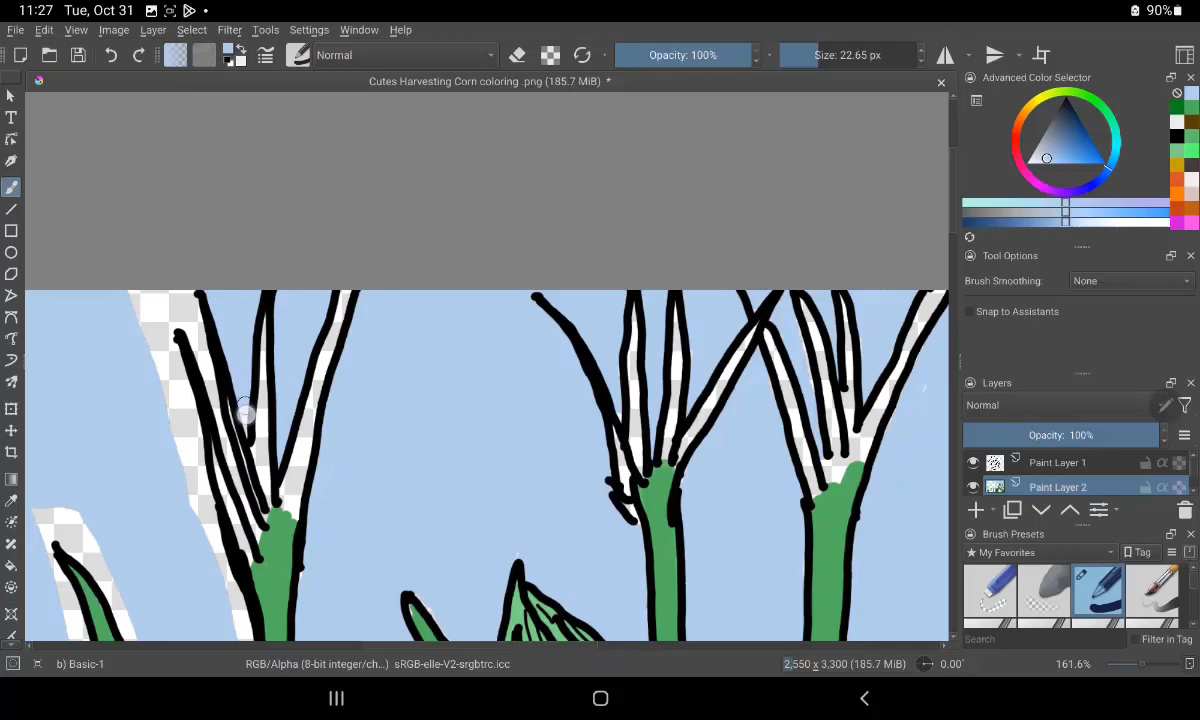 11:27 Tue, Oct 31
90%
File Edit View Image Layer Select Filter Tools Settings Window Help
Normal
Opacity: 100%
Size: 22.65 px
Cutes Harvesting Corn coloring .png (185.7 MiB) *
Advanced Color Selector
Tool Options
Brush Smoothing: None
Snap to Assistants
Layers
Normal
Opacity: 100%
Paint Layer 1
Paint Layer 2
Brush Presets
★ My Favorites
Tag
Search
Filter in Tag
b) Basic-1
RGB/Alpha (8-bit integer/ch...) sRGB-elle-V2-srgbtrc.icc
2,550 x 3,300 (185.7 MiB)
0.00°
161.6%